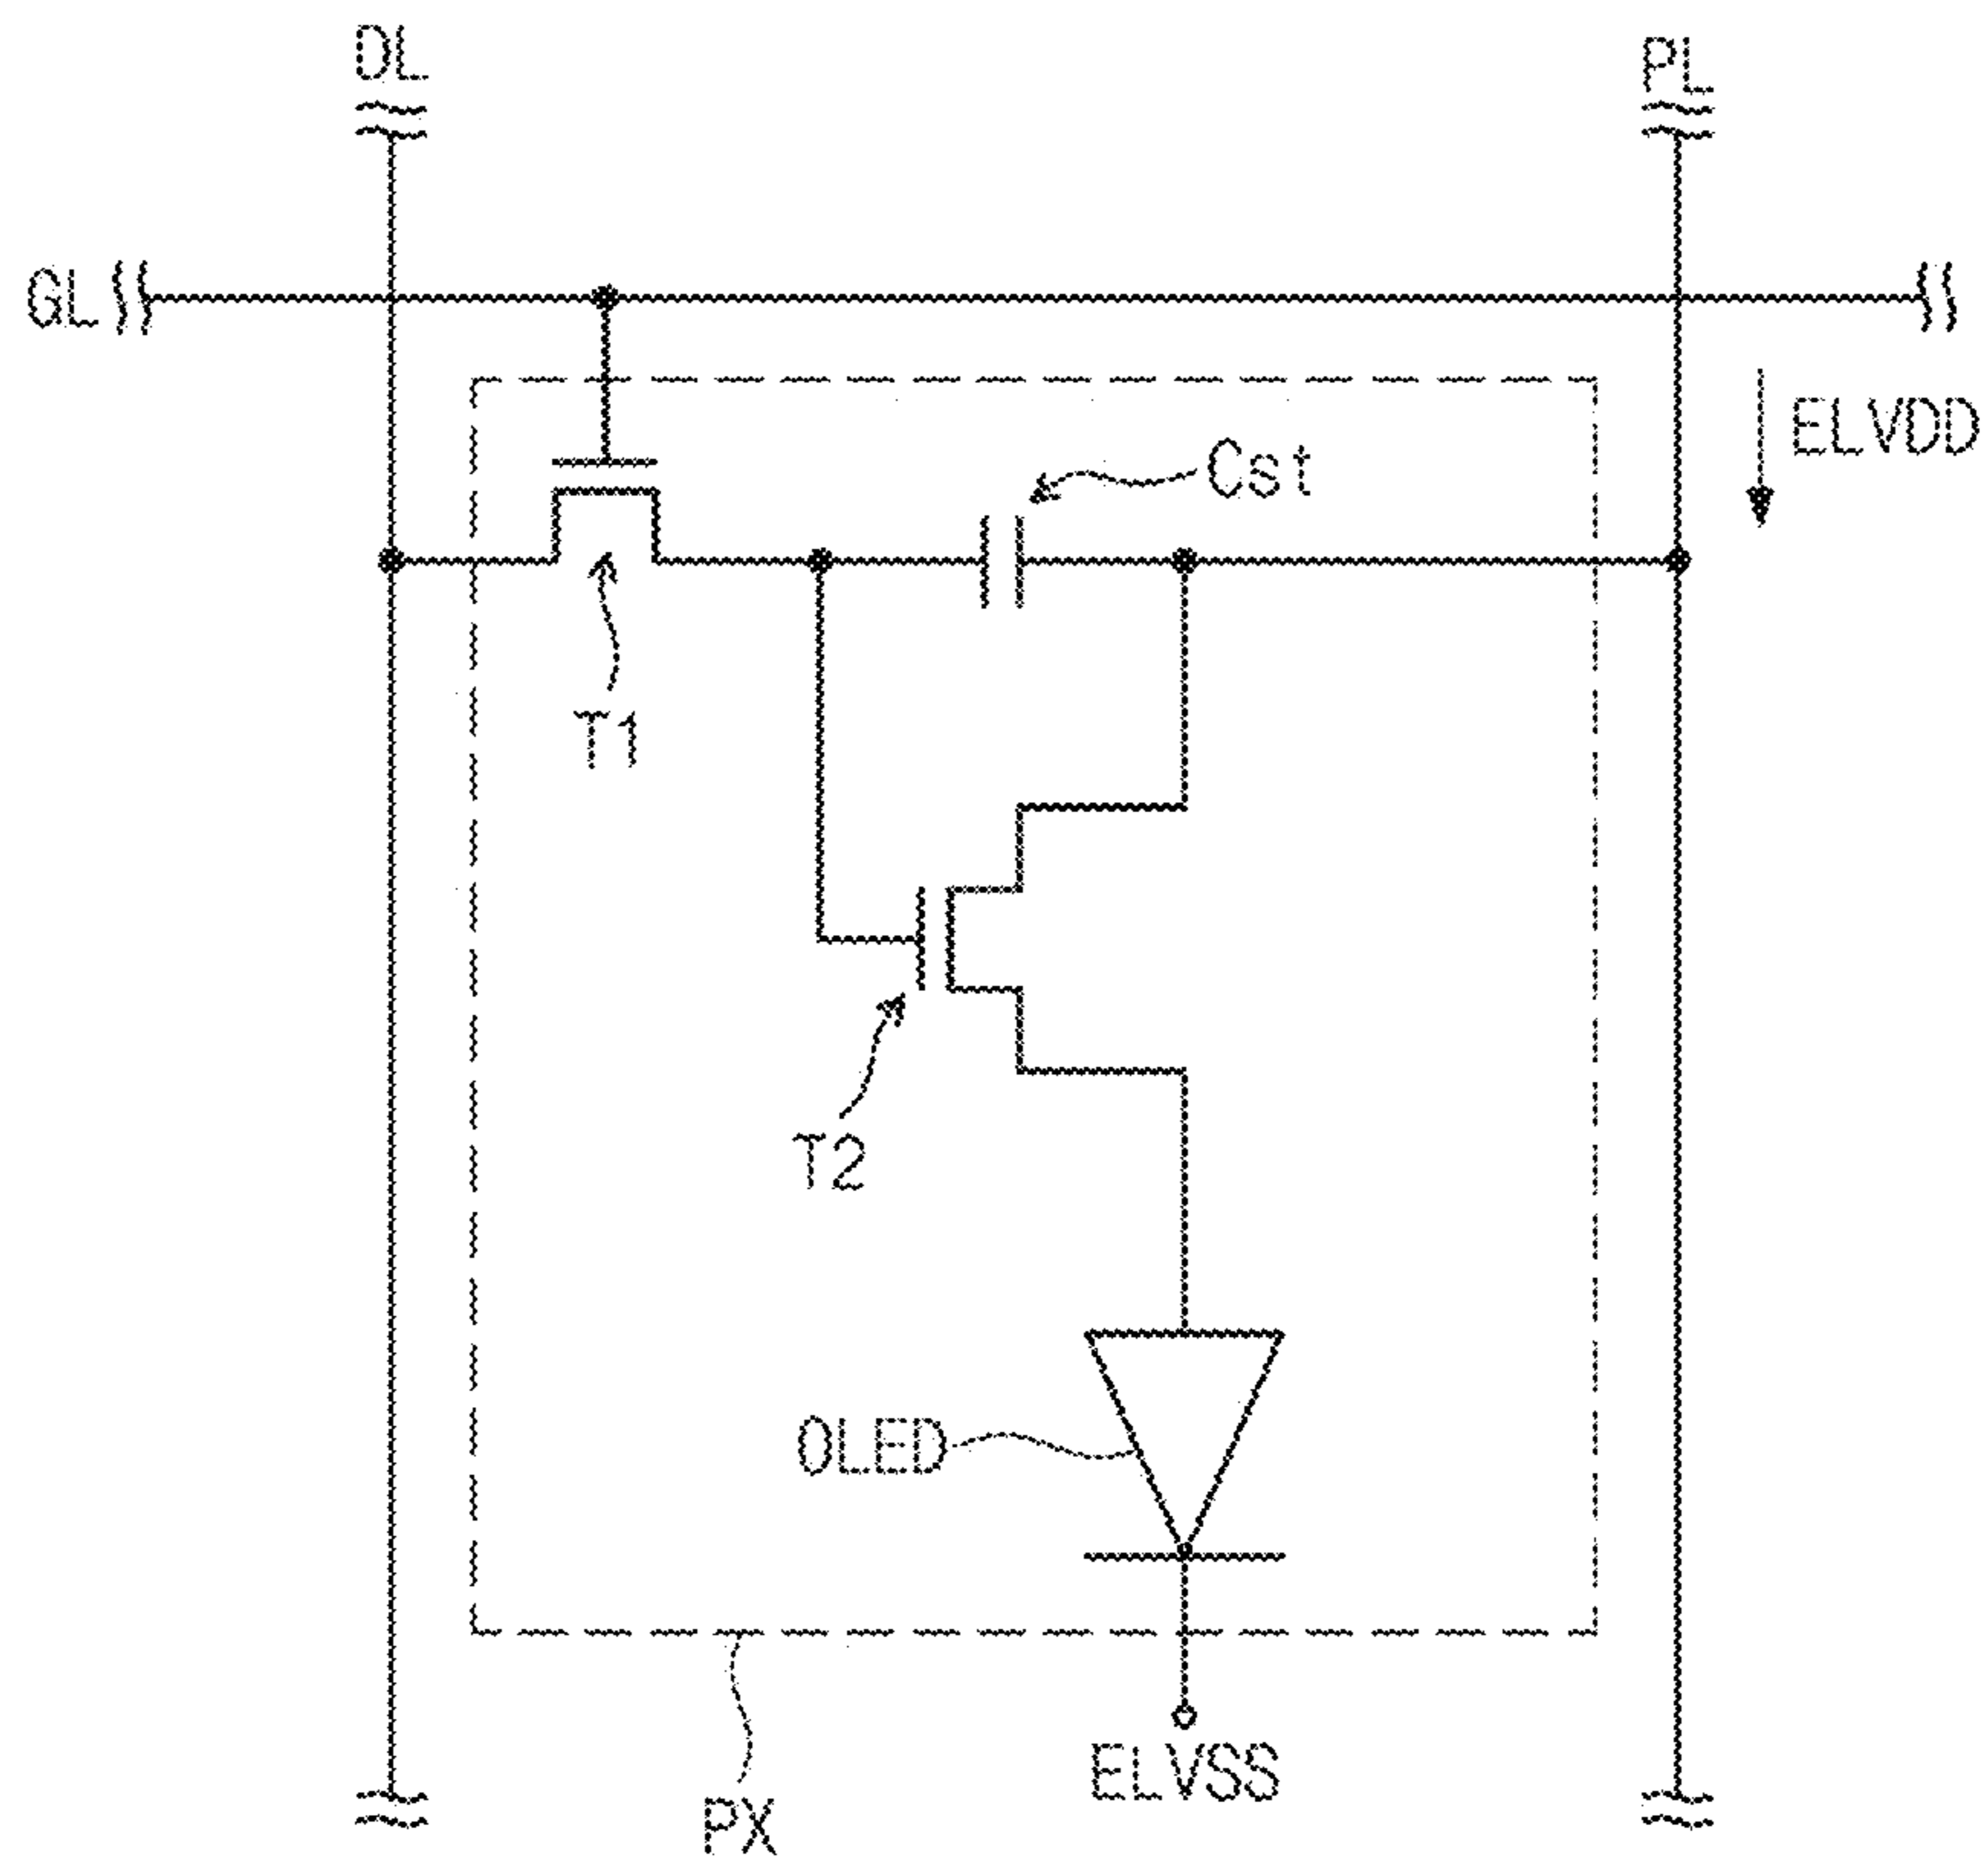 DL
PL
GL
ELVDD
Cst
T1
T2
OLED
ELVSS
PX